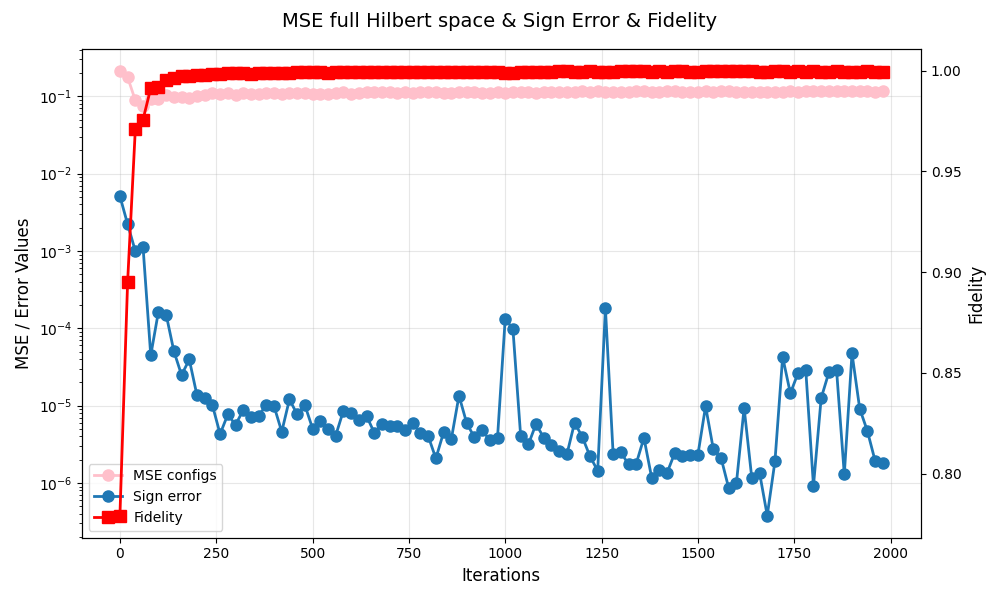 MSE full Hilbert space & Sign Error & Fidelity
MSE / Error Values
10⁻¹
10⁻²
10⁻³
10⁻⁴
10⁻⁵
10⁻⁶
1.00
0.95
0.90
0.85
0.80
Fidelity
MSE configs
Sign error
Fidelity
0 250 500 750 1000 1250 1500 1750 2000
Iterations